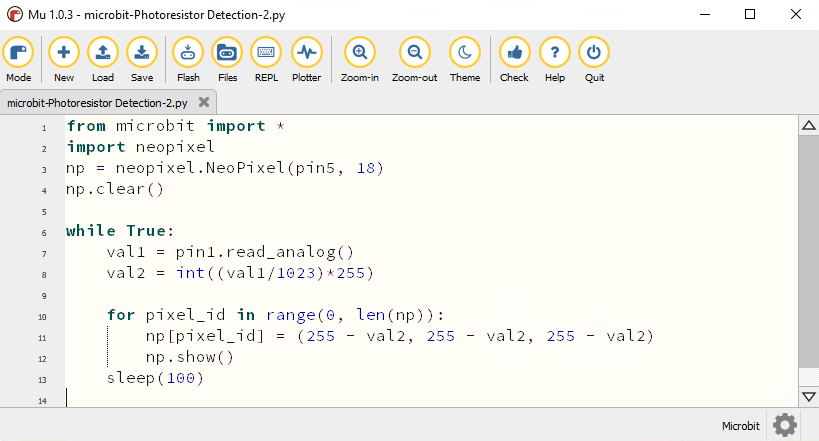 Mu 1.0.3 - microbit-Photoresistor Detection-2.py
Mode New Load Save Flash Files REPL Plotter Zoom-in Zoom-out Theme Check Help Quit
microbit-Photoresistor Detection-2.py
1 from microbit import *
2 import neopixel
3 np = neopixel.NeoPixel(pin5, 18)
4 np.clear()
5
6 while True:
7     val1 = pin1.read_analog()
8     val2 = int((val1/1023)*255)
9
10     for pixel_id in range(0, len(np)):
11         np[pixel_id] = (255 - val2, 255 - val2, 255 - val2)
12         np.show()
13     sleep(100)
14
Microbit